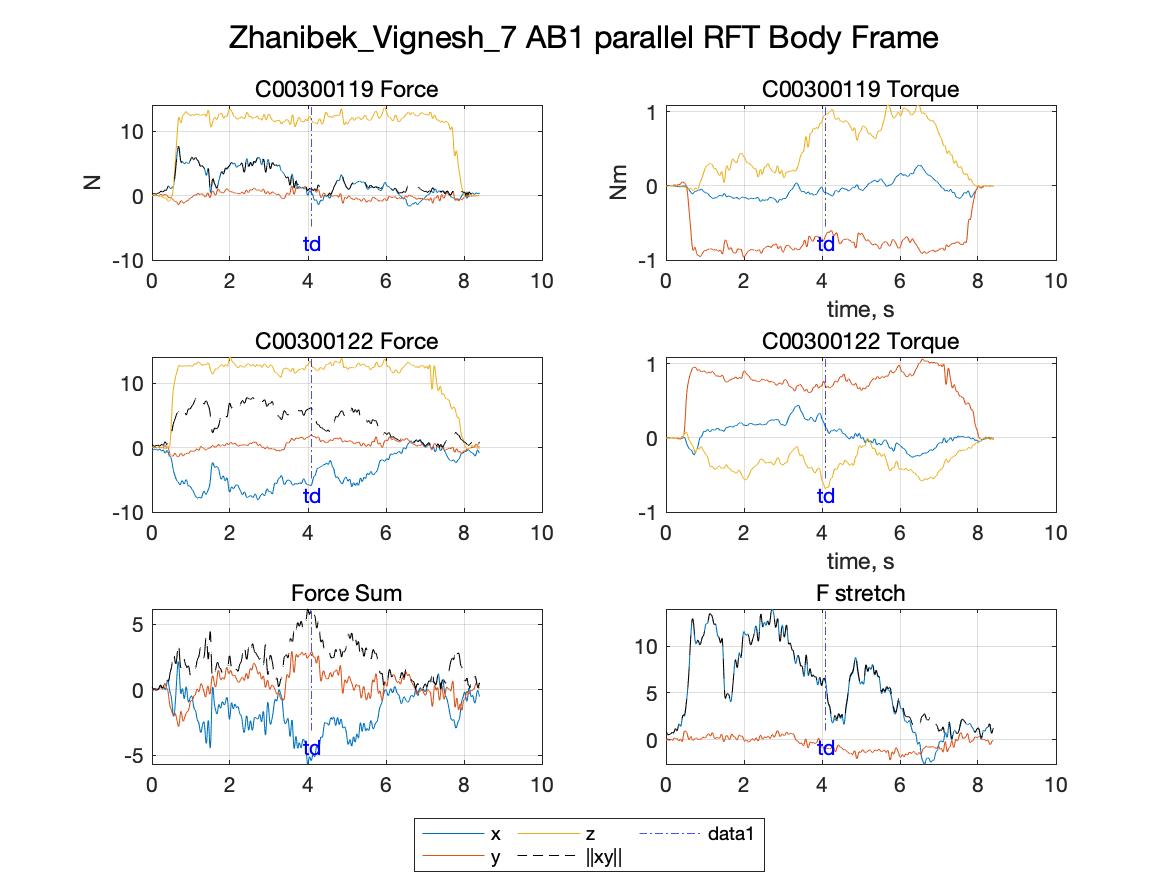 Zhanibek_Vignesh_7 AB1 parallel RFT Body Frame
C00300119 Force
N
10
0
-10
td
0 2 4 6 8 10
C00300119 Torque
Nm
1
0
-1
td
0 2 4 6 8 10
time, s
C00300122 Force
10
0
-10
td
0 2 4 6 8 10
C00300122 Torque
1
0
-1
td
0 2 4 6 8 10
time, s
Force Sum
5
0
-5
td
0 2 4 6 8 10
F stretch
10
5
0
td
0 2 4 6 8 10
x z data1
y ||xy||